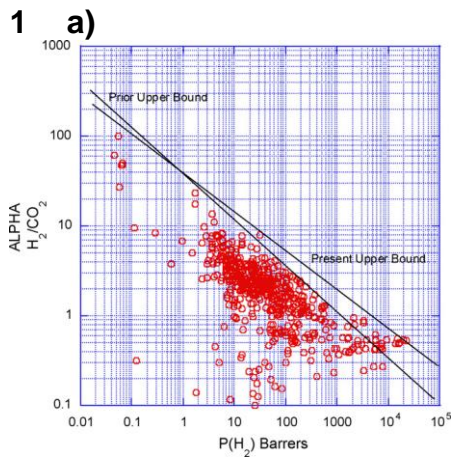 1 a)
1000
Prior Upper Bound
100
ALPHA
H2/CO2
10
Present Upper Bound
1
0.1
0.01 0.1 1 10 100 1000 10^4 10^5
P(H2) Barrers